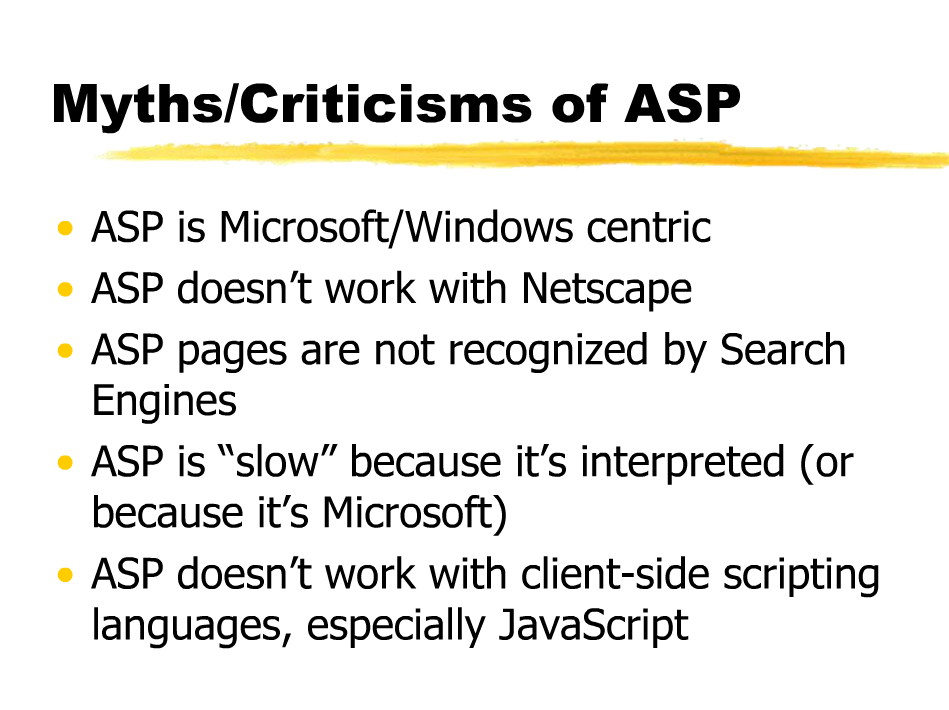 Myths/Criticisms of ASP
• ASP is Microsoft/Windows centric
• ASP doesn’t work with Netscape
• ASP pages are not recognized by Search
Engines
• ASP is “slow” because it’s interpreted (or
because it’s Microsoft)
• ASP doesn’t work with client-side scripting
languages, especially JavaScript